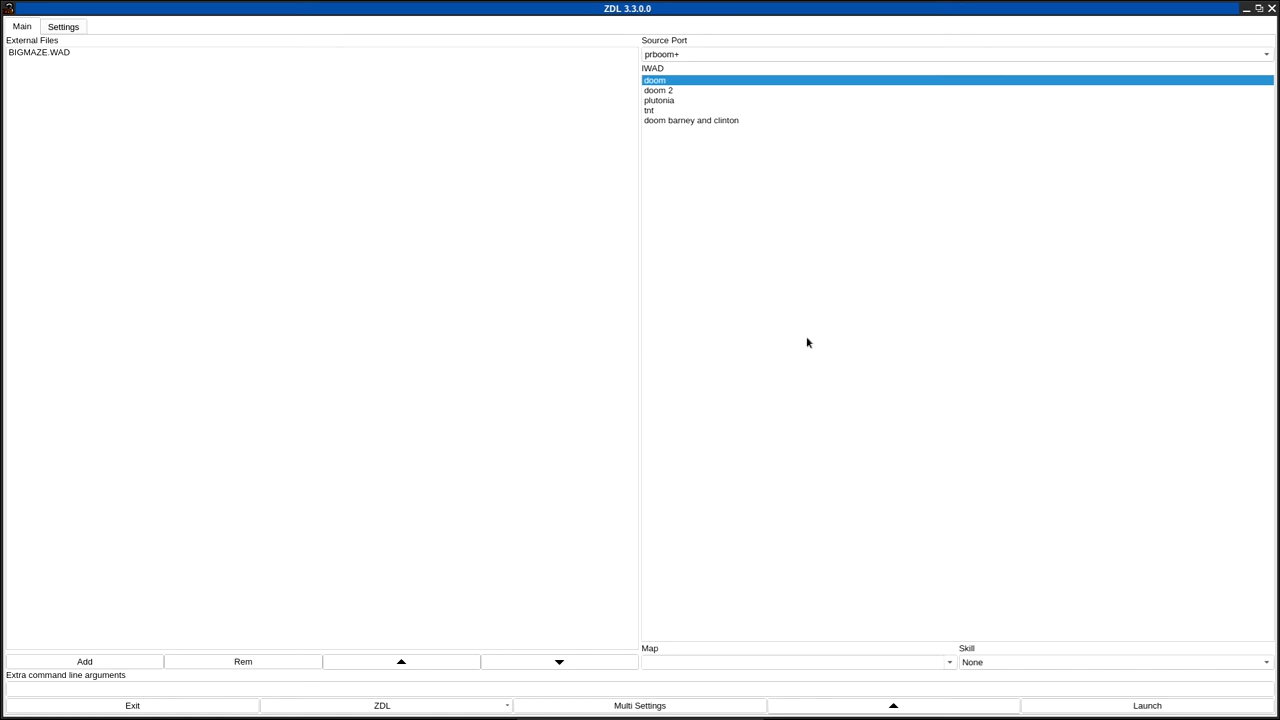 ZDL 3.3.0.0
Main
Settings
External Files
BIGMAZE.WAD
Source Port
prboom+
IWAD
doom
doom 2
plutonia
tnt
doom barney and clinton
Add
Rem
Map
Skill
None
Extra command line arguments
Exit
ZDL
Multi Settings
Launch